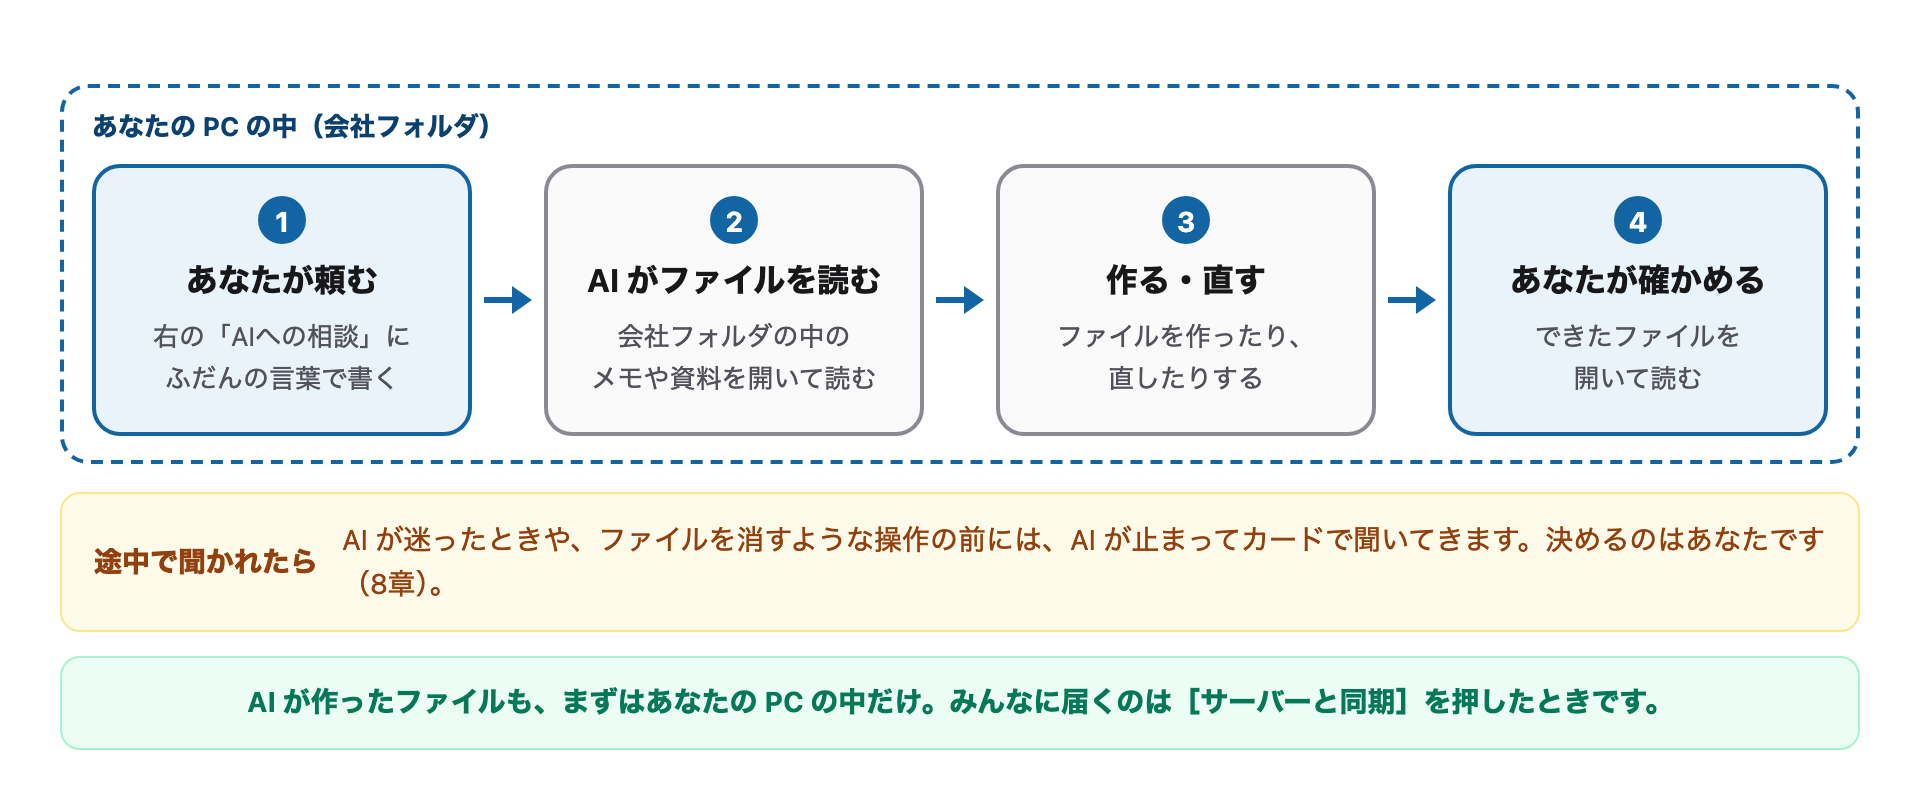 あなたの PC の中（会社フォルダ）
1
あなたが頼む
右の「AIへの相談」に
ふだんの言葉で書く
2
AI がファイルを読む
会社フォルダの中の
メモや資料を開いて読む
3
作る・直す
ファイルを作ったり、
直したりする
4
あなたが確かめる
できたファイルを
開いて読む
途中で聞かれたら
AI が迷ったときや、ファイルを消すような操作の前には、AI が止まってカードで聞いてきます。決めるのはあなたです
（8章）。
AI が作ったファイルも、まずはあなたの PC の中だけ。みんなに届くのは［サーバーと同期］を押したときです。